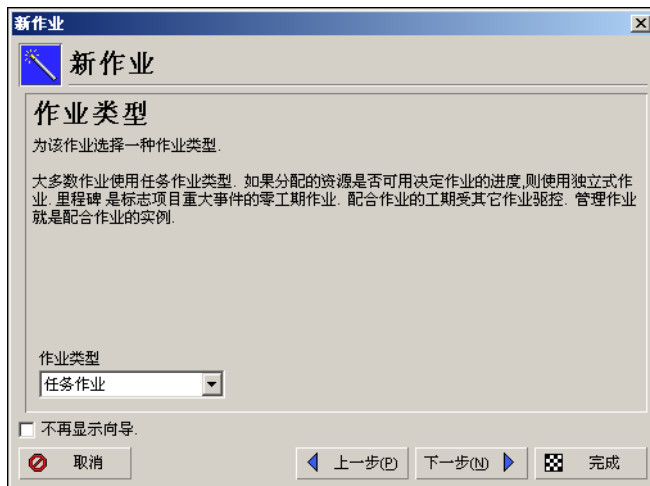 新作业
新作业
作业类型
为该作业选择一种作业类型.
大多数作业使用任务作业类型. 如果分配的资源是否可用决定作业的进度,则使用独立式作
业. 里程碑 是标志项目重大事件的零工期作业. 配合作业的工期受其它作业驱控. 管理作业
就是配合作业的实例.
作业类型
任务作业
不再显示向导.
取消
上一步(P)
下一步(N)
完成